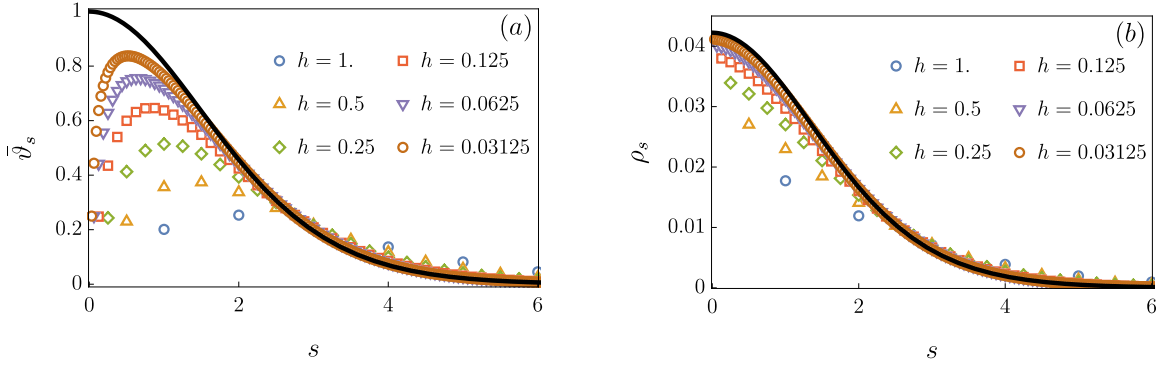 (a)
1
0.8
0.6
0.4
0.2
0
h = 1.
h = 0.125
h = 0.5
h = 0.0625
h = 0.25
h = 0.03125
ϑ̄ₛ
0 2 4 6
s
(b)
0.04
0.03
0.02
0.01
0
h = 1.
h = 0.125
h = 0.5
h = 0.0625
h = 0.25
h = 0.03125
ρₛ
0 2 4 6
s